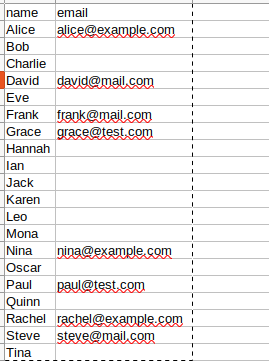 name email
Alice alice@example.com
Bob
Charlie
David david@mail.com
Eve
Frank frank@mail.com
Grace grace@test.com
Hannah
Ian
Jack
Karen
Leo
Mona
Nina nina@example.com
Oscar
Paul paul@test.com
Quinn
Rachel rachel@example.com
Steve steve@mail.com
Tina